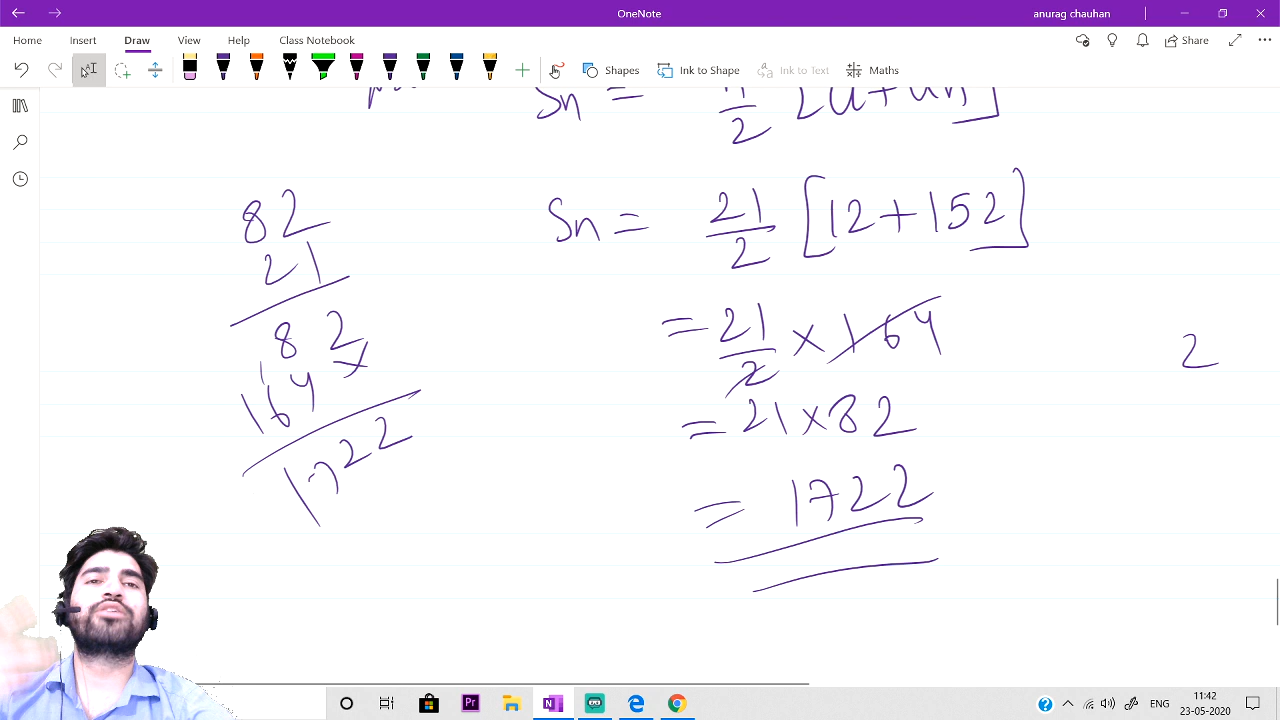 OneNote
anurag chauhan
Home Insert Draw View Help Class Notebook
Share
Shapes Ink to Shape Ink to Text Maths
Sn = n/2 [a+an]
82
21
82
164 x
1722
Sn = 21/2 [12+152]
= 21/2 × 164
= 21×82
= 1722
2
Pr
N
ENG
11:42
23-05-2020